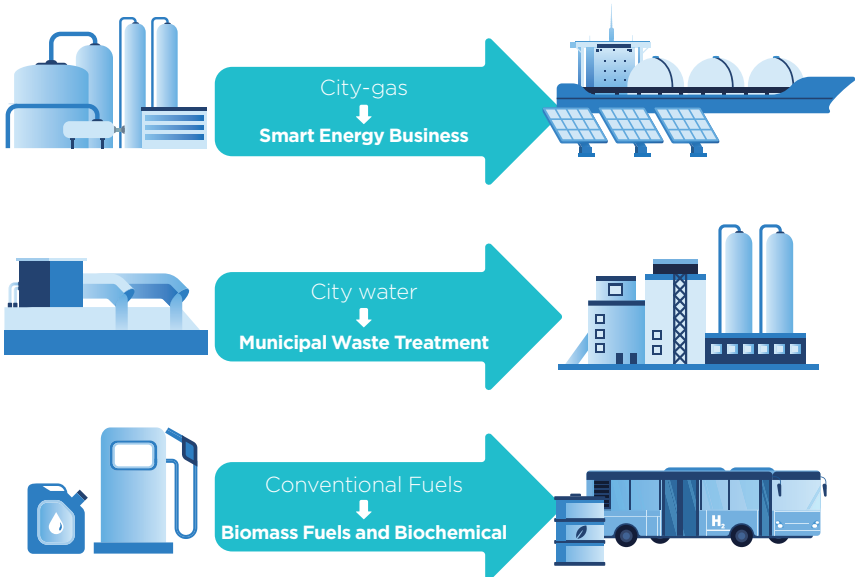 City-gas
Smart Energy Business
City water
Municipal Waste Treatment
Conventional Fuels
Biomass Fuels and Biochemical
H₂